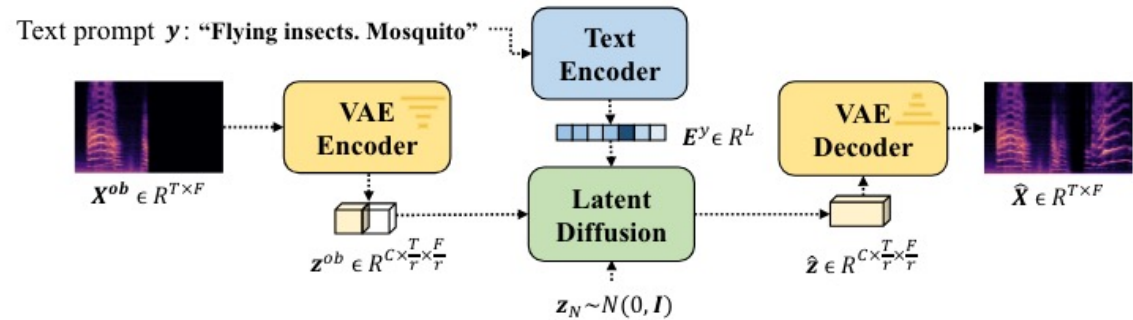 Text prompt y: “Flying insects. Mosquito”
Text
Encoder
VAE
Encoder
VAE
Decoder
E^y ∈ R^L
X^ob ∈ R^{T×F}
Latent
Diffusion
X̂ ∈ R^{T×F}
z^ob ∈ R^{C×T/r×F/r}
ẑ ∈ R^{C×T/r×F/r}
z_N~N(0, I)